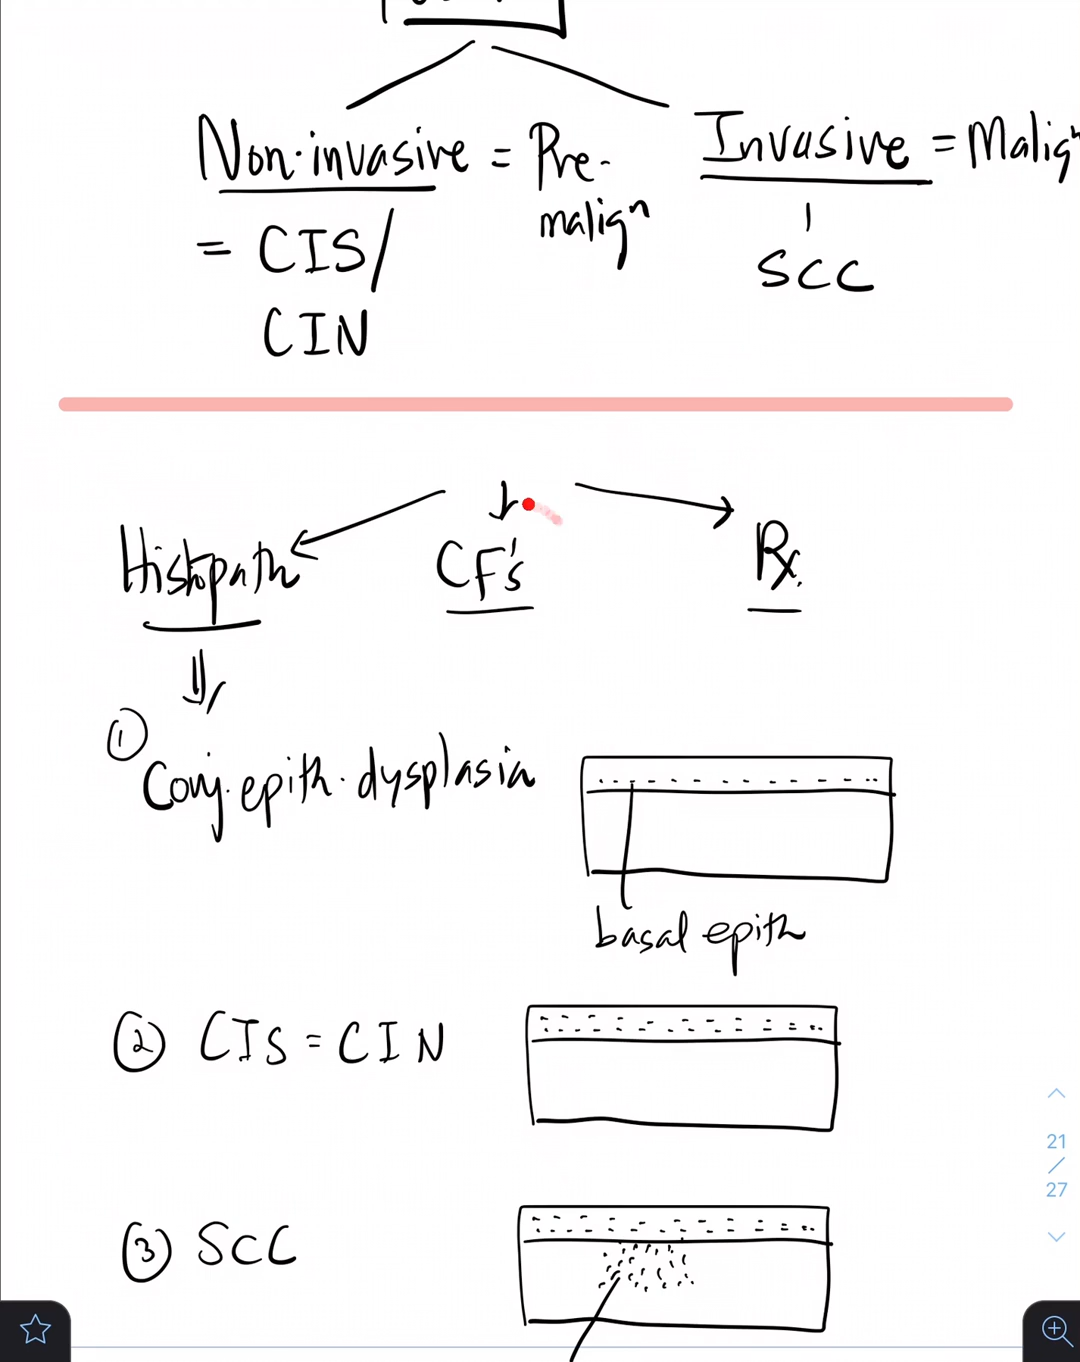 Non-invasive = Pre-
malign
Invasive = Malign
= CIS/
CIN
SCC
Histopath
CF's
Rx.
① Conj. epith. dysplasia
basal epith
② CIS = CIN
③ SCC
21
/
27